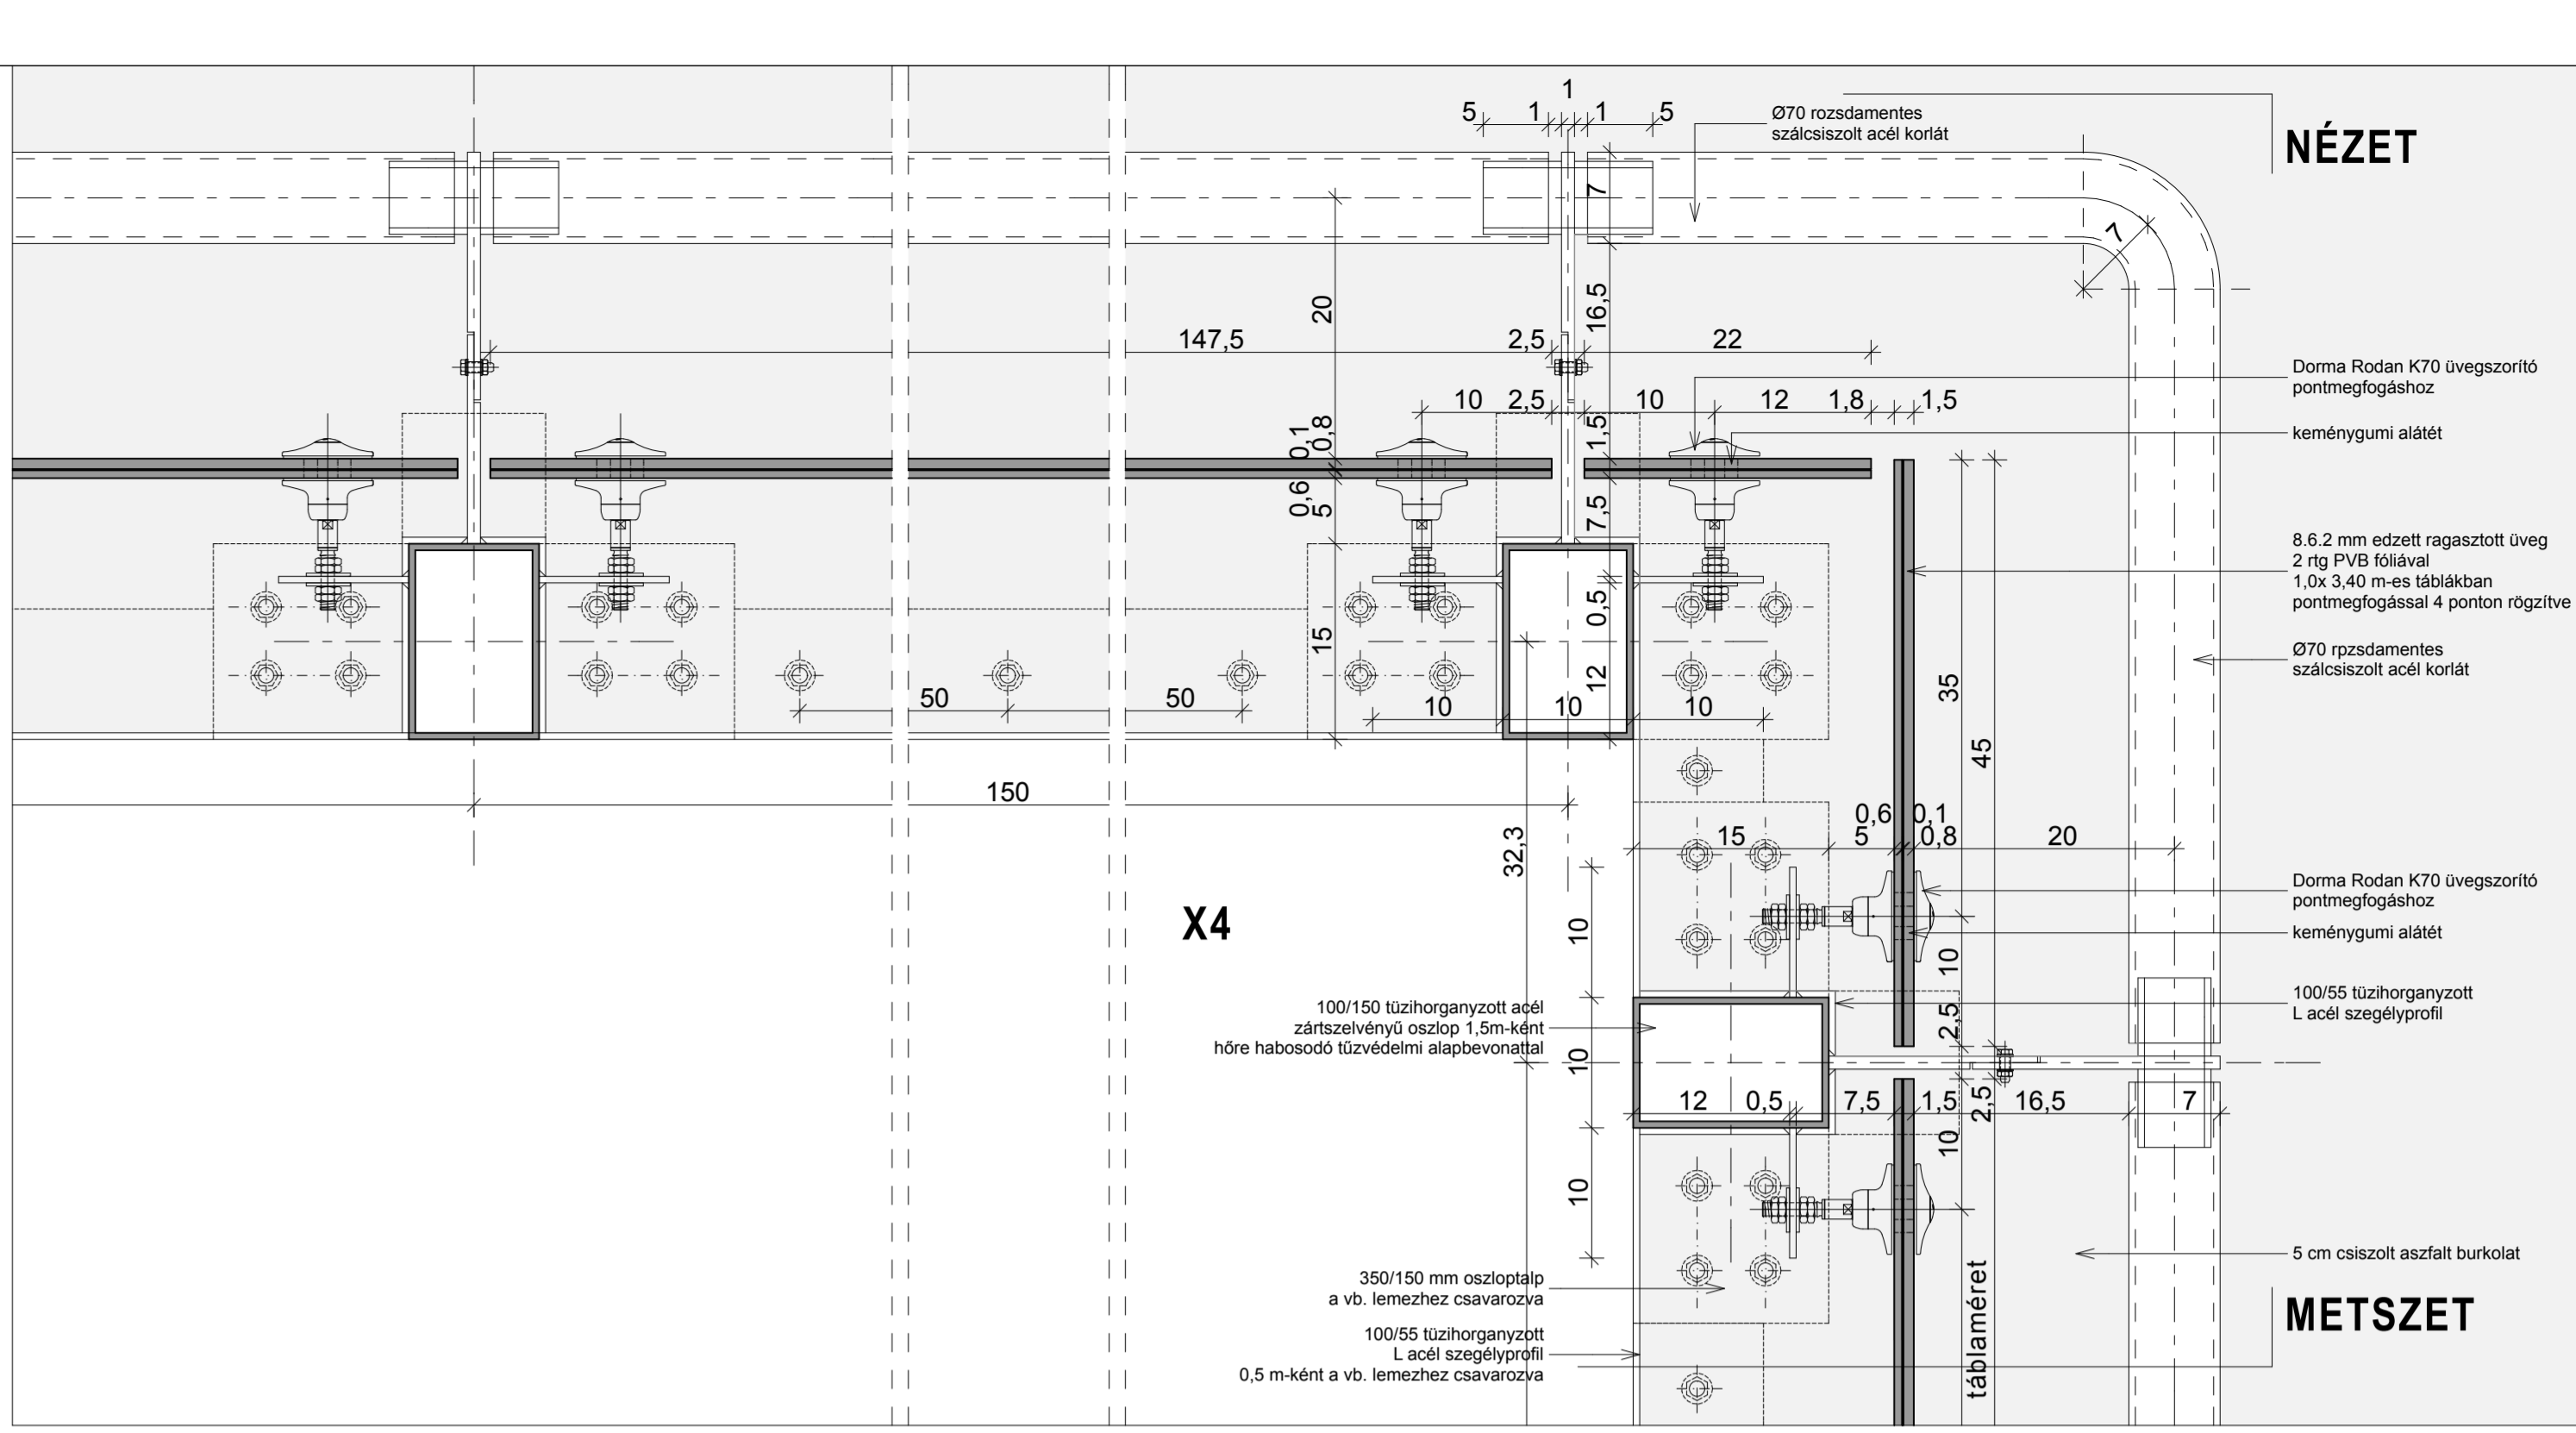 1
5
1
1
5
Ø70 rozsdamentes
szálcsiszolt acél korlát
NÉZET
7
7
20
16,5
147,5
2,5
22
Dorma Rodan K70 üvegszorító
pontmegfogáshoz
10
2,5
10
12
1,8
1,5
0,1
0,8
1,5
keménygumi alátét
0,6
5
7,5
8.6.2 mm edzett ragasztott üveg
2 rtg PVB fóliával
1,0x 3,40 m-es táblákban
pontmegfogással 4 ponton rögzítve
0,5
15
12
Ø70 rpzsdamentes
szálcsiszolt acél korlát
35
50
50
10
10
10
45
150
0,6
0,1
32,3
15
5
0,8
20
X4
Dorma Rodan K70 üvegszorító
pontmegfogáshoz
10
keménygumi alátét
10
100/150 tüzihorganyzott acél
zártszelvényű oszlop 1,5m-ként
hőre habosodó tűzvédelmi alapbevonattal
100/55 tüzihorganyzott
L acél szegélyprofil
2,5
10
12
0,5
7,5
1,5
2,5
16,5
7
10
10
5 cm csiszolt aszfalt burkolat
350/150 mm oszloptalp
a vb. lemezhez csavarozva
METSZET
táblaméret
100/55 tüzihorganyzott
L acél szegélyprofil
0,5 m-ként a vb. lemezhez csavarozva